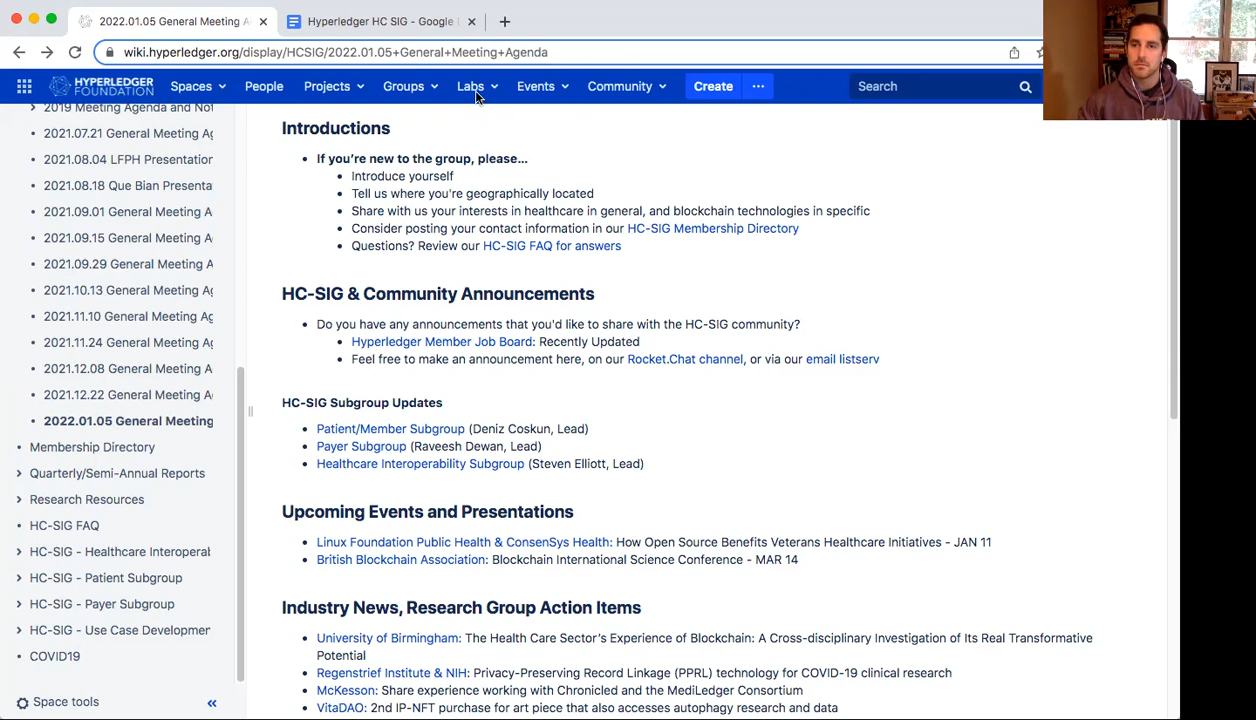 2022.01.05 General Meeting A
Hyperledger HC SIG - Google
wiki.hyperledger.org/display/HCSIG/2022.01.05+General+Meeting+Agenda
HYPERLEDGER FOUNDATION Spaces People Projects Groups Labs Events Community Create ··· Search
2019 Meeting Agenda and Not
2021.07.21 General Meeting Ag
2021.08.04 LFPH Presentation
2021.08.18 Que Bian Presenta
2021.09.01 General Meeting A
2021.09.15 General Meeting Ag
2021.09.29 General Meeting A
2021.10.13 General Meeting Ag
2021.11.10 General Meeting Ag
2021.11.24 General Meeting Ag
2021.12.08 General Meeting Ag
2021.12.22 General Meeting Ag
2022.01.05 General Meeting
Membership Directory
Quarterly/Semi-Annual Reports
Research Resources
HC-SIG FAQ
HC-SIG - Healthcare Interoperab
HC-SIG - Patient Subgroup
HC-SIG - Payer Subgroup
HC-SIG - Use Case Developmer
COVID19
Space tools
Introductions
If you're new to the group, please...
Introduce yourself
Tell us where you're geographically located
Share with us your interests in healthcare in general, and blockchain technologies in specific
Consider posting your contact information in our HC-SIG Membership Directory
Questions? Review our HC-SIG FAQ for answers
HC-SIG & Community Announcements
Do you have any announcements that you'd like to share with the HC-SIG community?
Hyperledger Member Job Board: Recently Updated
Feel free to make an announcement here, on our Rocket.Chat channel, or via our email listserv
HC-SIG Subgroup Updates
Patient/Member Subgroup (Deniz Coskun, Lead)
Payer Subgroup (Raveesh Dewan, Lead)
Healthcare Interoperability Subgroup (Steven Elliott, Lead)
Upcoming Events and Presentations
Linux Foundation Public Health & ConsenSys Health: How Open Source Benefits Veterans Healthcare Initiatives - JAN 11
British Blockchain Association: Blockchain International Science Conference - MAR 14
Industry News, Research Group Action Items
University of Birmingham: The Health Care Sector's Experience of Blockchain: A Cross-disciplinary Investigation of Its Real Transformative
Potential
Regenstrief Institute & NIH: Privacy-Preserving Record Linkage (PPRL) technology for COVID-19 clinical research
McKesson: Share experience working with Chronicled and the MediLedger Consortium
VitaDAO: 2nd IP-NFT purchase for art piece that also accesses autophagy research and data